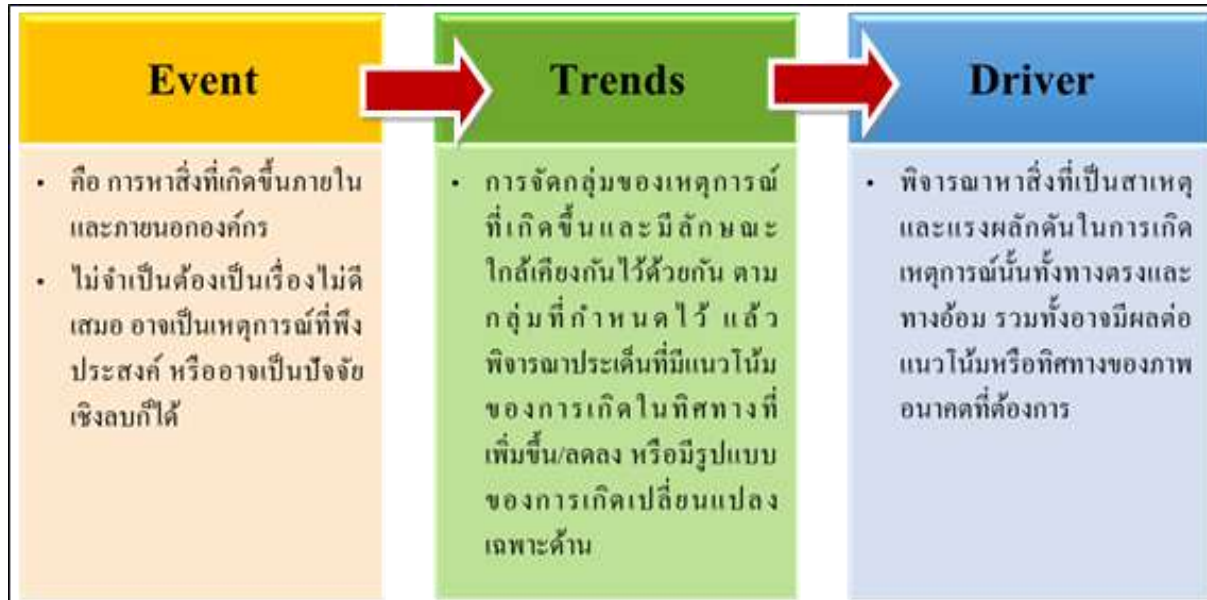 Event
Trends
Driver
• คือ การหาสิ่งที่เกิดขึ้นภายใน
และภายนอกองค์กร
• ไม่จำเป็นต้องเป็นเรื่องไม่ดี
เสมอ อาจเป็นเหตุการณ์ที่พึง
ประสงค์ หรืออาจเป็นปัจจัย
เชิงลบก็ได้
• การจัดกลุ่มของเหตุการณ์
ที่เกิดขึ้นและมีลักษณะ
ใกล้เคียงกันไว้ด้วยกัน ตาม
กลุ่มที่กำหนดไว้ แล้ว
พิจารณาประเด็นที่มีแนวโน้ม
ของการเกิดในทิศทางที่
เพิ่มขึ้น/ลดลง หรือมีรูปแบบ
ของการเกิดเปลี่ยนแปลง
เฉพาะด้าน
• พิจารณาหาสิ่งที่เป็นสาเหตุ
และแรงผลักดันในการเกิด
เหตุการณ์นั้นทั้งทางตรงและ
ทางอ้อม รวมทั้งอาจมีผลต่อ
แนวโน้มหรือทิศทางของภาพ
อนาคตที่ต้องการ